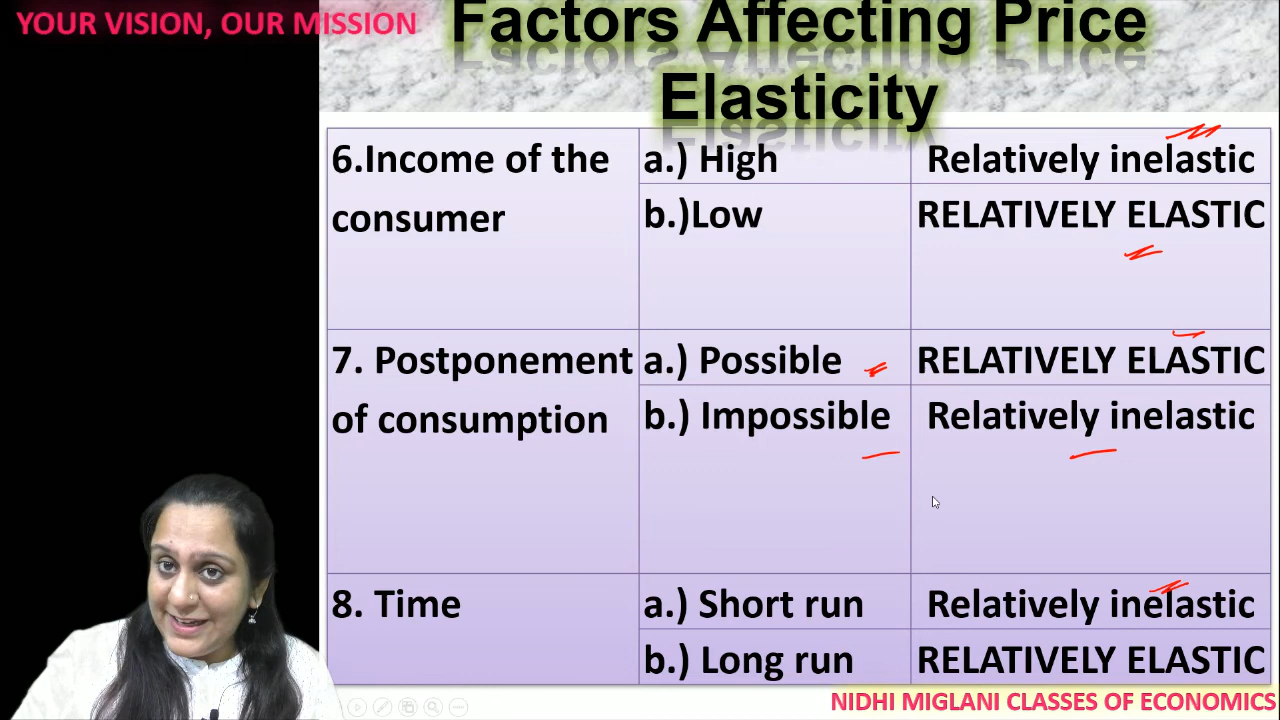 YOUR VISION, OUR MISSION
Factors Affecting Price
Elasticity
6.Income of the
consumer
a.) High
Relatively inelastic
b.)Low
RELATIVELY ELASTIC
7. Postponement
of consumption
a.) Possible
RELATIVELY ELASTIC
b.) Impossible
Relatively inelastic
8. Time
a.) Short run
Relatively inelastic
b.) Long run
RELATIVELY ELASTIC
NIDHI MIGLANI CLASSES OF ECONOMICS